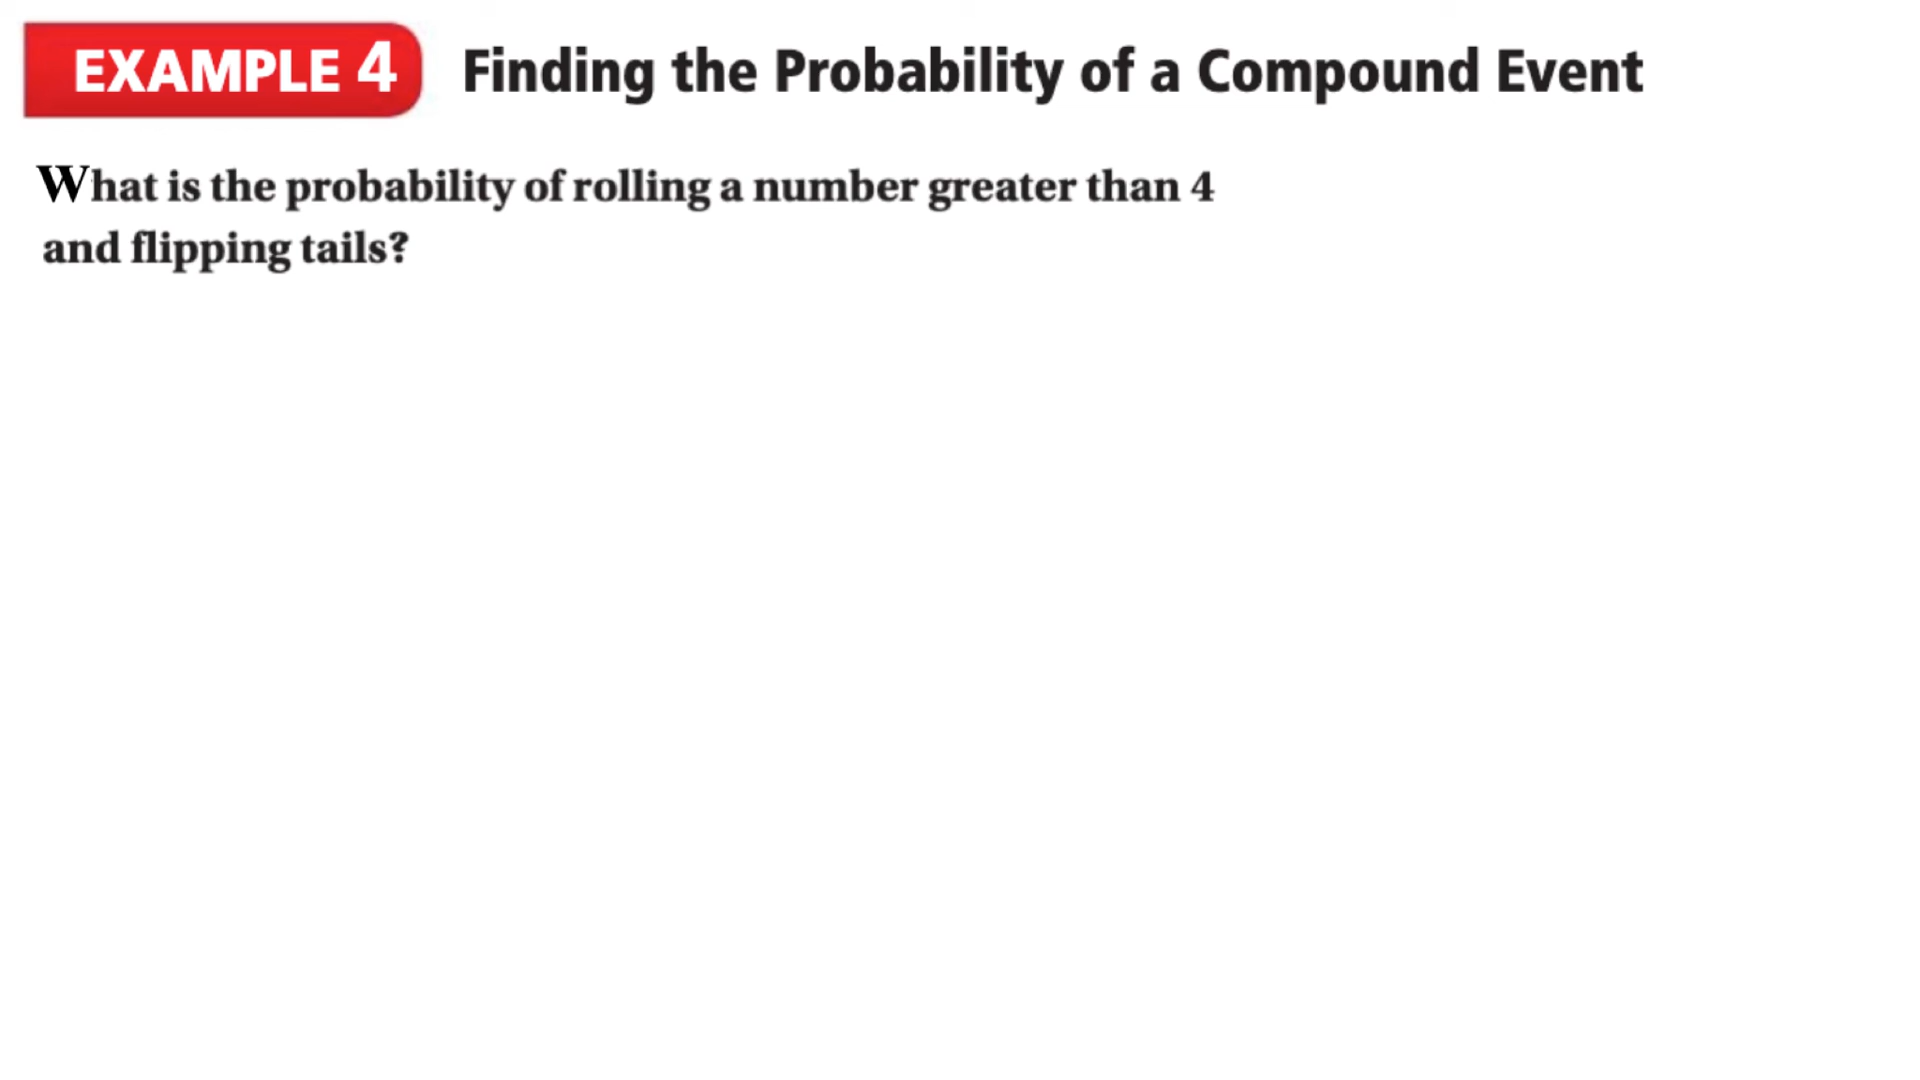 EXAMPLE 4 Finding the Probability of a Compound Event
What is the probability of rolling a number greater than 4
and flipping tails?